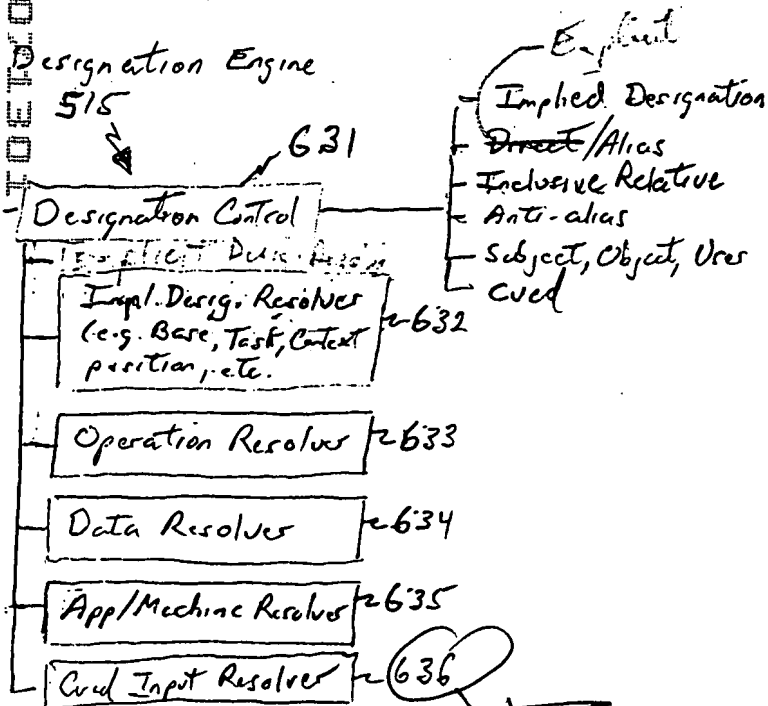 Designation Engine
515
631
Designation Control
Impl. Desig. Resolver
(e.g. Base, Task, Context
position, etc.
632
Operation Resolver
633
Data Resolver
634
App/Machine Resolver
635
Cued Input Resolver
636
Explicit
Implied Designation
Direct/Alias
Inclusive Relative
Anti-alias
Subject, Object, User
Cued